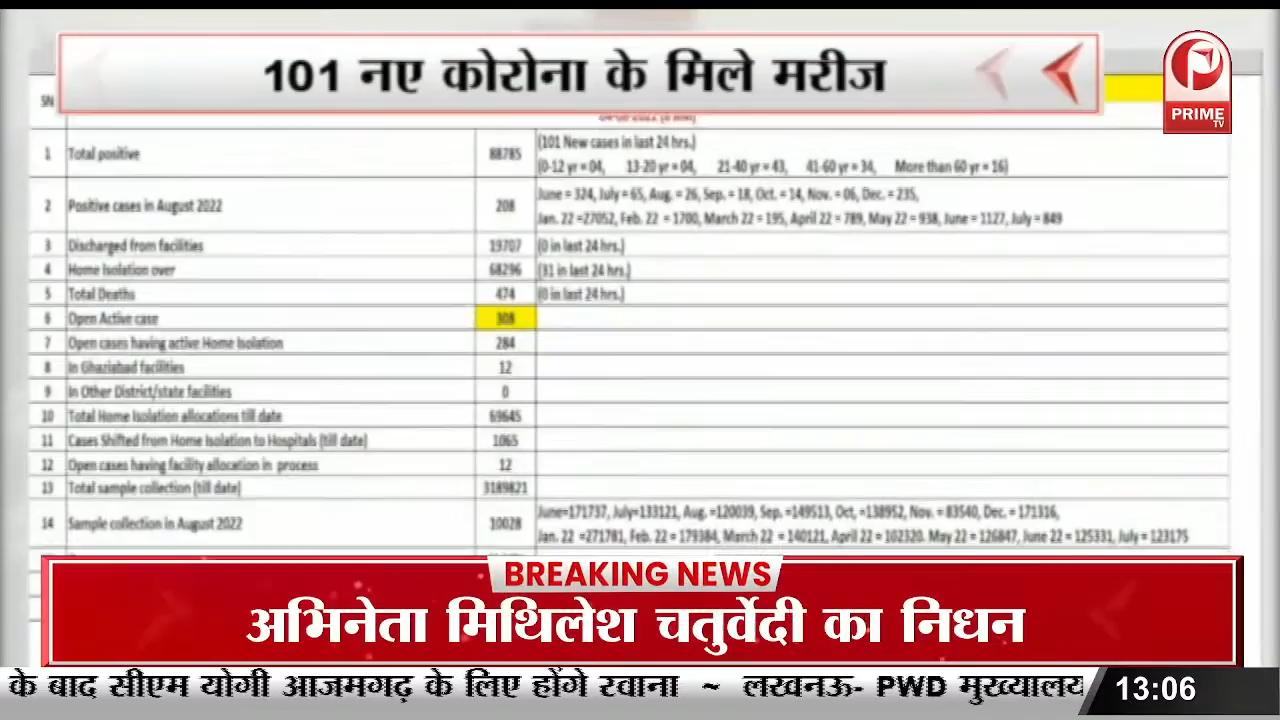 101 नए कोरोना के मिले मरीज
PRIME
TV
SN
1 Total positive 88785 (101 New cases in last 24 hrs.)
(0-12 yr = 04, 13-20 yr = 04, 21-40 yr = 43, 41-60 yr = 34, More than 60 yr = 16)
2 Positive cases in August 2022 208 June = 324, July = 65, Aug. = 26, Sep. = 18, Oct. = 14, Nov. = 06, Dec. = 235,
Jan. 22 =27052, Feb. 22 = 1700, March 22 = 195, April 22 = 789, May 22 = 938, June = 1127, July = 849
3 Discharged from facilities 19707 (0 in last 24 hrs.)
4 Home Isolation over 68296 (31 in last 24 hrs.)
5 Total Deaths 474 (0 in last 24 hrs.)
6 Open Active case 308
7 Open cases having active Home Isolation 284
8 In Ghaziabad facilities 12
9 In Other District/state facilities 0
10 Total Home Isolation allocations till date 69645
11 Cases Shifted from Home Isolation to Hospitals (till date) 1065
12 Open cases having facility allocation in process 12
13 Total sample collection (till date) 3189821
14 Sample collection in August 2022 10028 June=171737, July=133121, Aug. =120039, Sep. =149513, Oct, =138952, Nov. = 83540, Dec. = 171316,
Jan. 22 =271781, Feb. 22 = 179384, March 22 = 140121, April 22 = 102320. May 22 = 126847, June 22 = 125331, July = 123175
BREAKING NEWS
अभिनेता मिथिलेश चतुर्वेदी का निधन
के बाद सीएम योगी आजमगढ़ के लिए होंगे रवाना ~ लखनऊ- PWD मुख्यालय 13:06